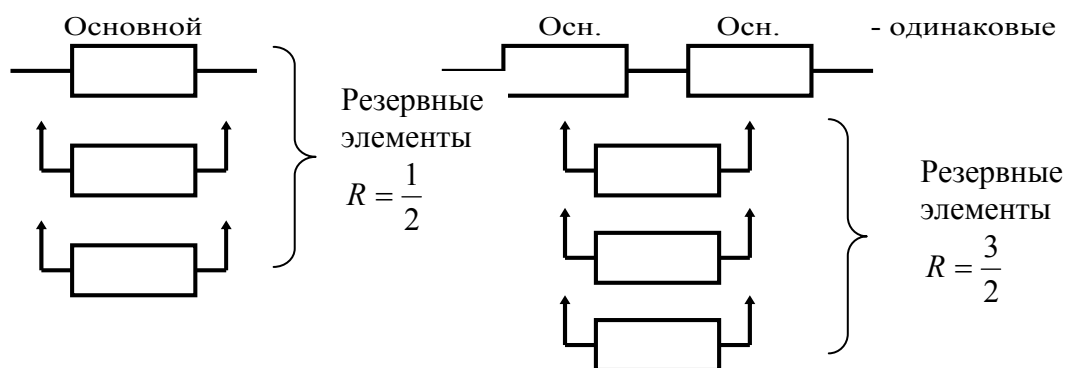 Основной
Осн. Осн. - одинаковые
Резервные
элементы
R = 1/2
Резервные
элементы
R = 3/2